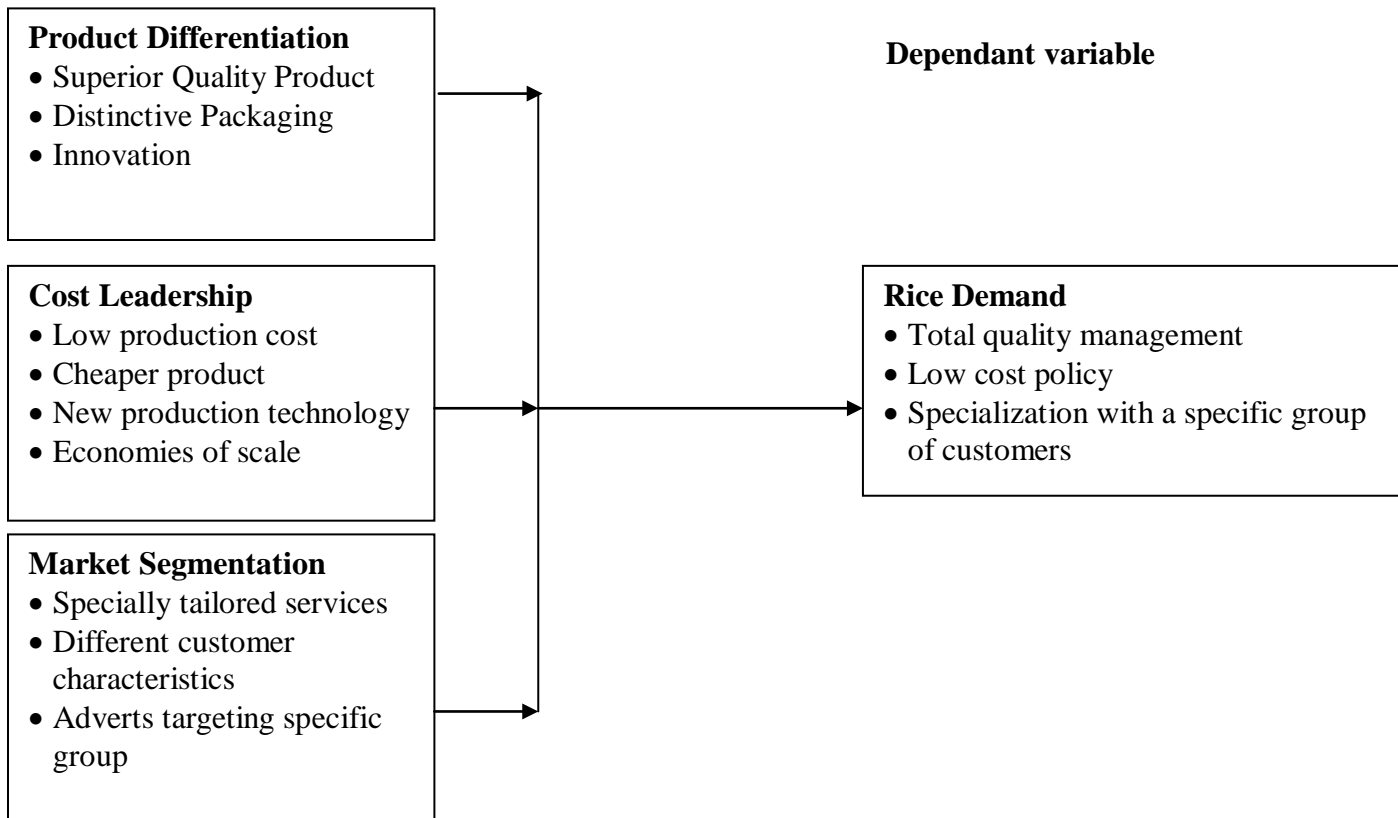 Product Differentiation
• Superior Quality Product
• Distinctive Packaging
• Innovation
Dependant variable
Cost Leadership
• Low production cost
• Cheaper product
• New production technology
• Economies of scale
Rice Demand
• Total quality management
• Low cost policy
• Specialization with a specific group
of customers
Market Segmentation
• Specially tailored services
• Different customer
characteristics
• Adverts targeting specific
group